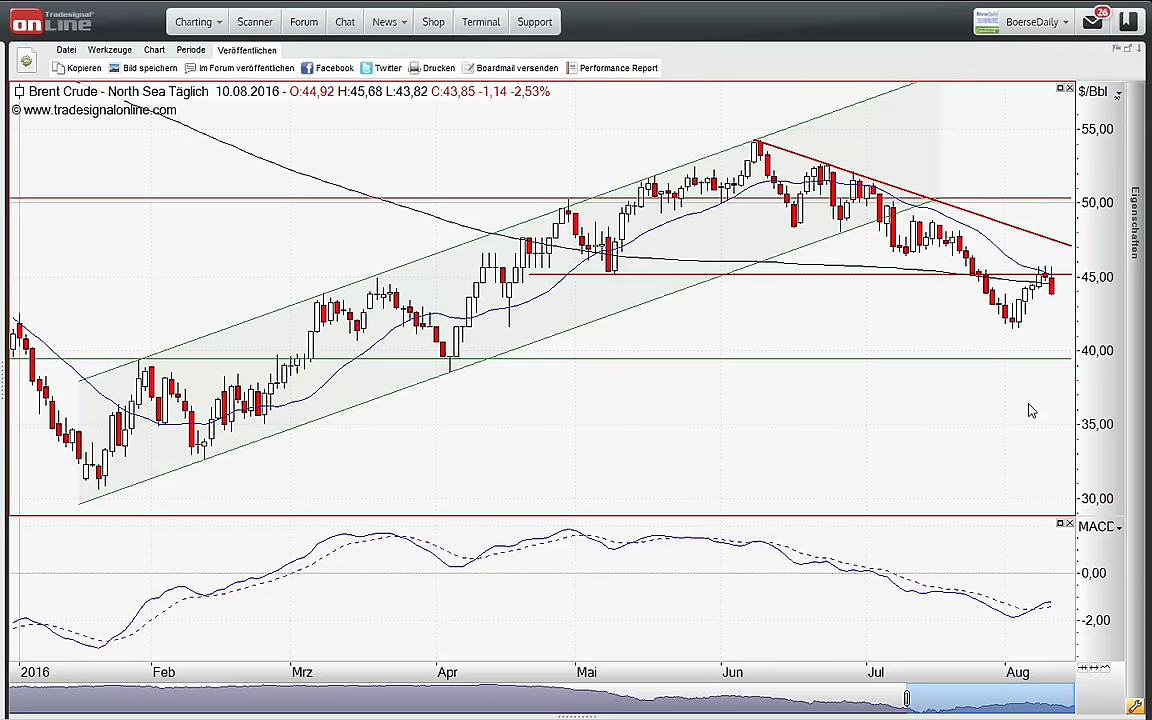 Tradesignal® onLine
Charting Scanner Forum Chat News Shop Terminal Support
BoerseDaily 26
Datei Werkzeuge Chart Periode Veröffentlichen
Kopieren Bild speichern Im Forum veröffentlichen Facebook Twitter Drucken Boardmail versenden Performance Report
Brent Crude - North Sea Täglich 10.08.2016 - O:44,92 H:45,68 L:43,82 C:43,85 -1,14 -2,53%
$/Bbl
© www.tradesignalonline.com
55,00
50,00
45,00
40,00
35,00
30,00
Eigenschaften
MACD
0,00
-2,00
2016 Feb Mrz Apr Mai Jun Jul Aug